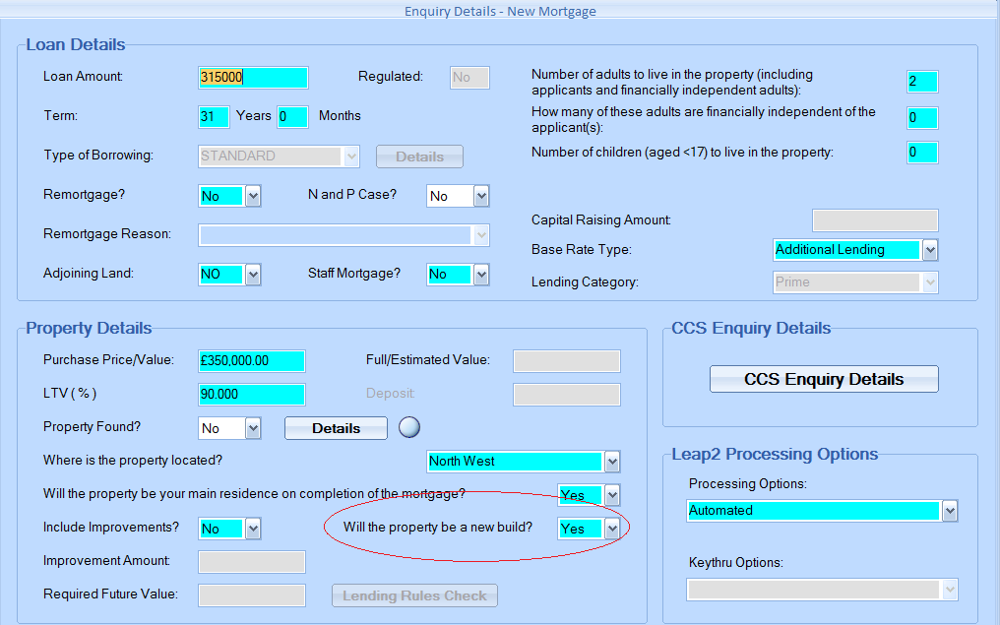 Enquiry Details - New Mortgage
Loan Details
Loan Amount: 315000 Regulated: No
Number of adults to live in the property (including
applicants and financially independent adults): 2
Term: 31 Years 0 Months
How many of these adults are financially independent of the
applicant(s): 0
Type of Borrowing: STANDARD Details
Number of children (aged <17) to live in the property: 0
Remortgage? No N and P Case? No
Capital Raising Amount:
Remortgage Reason:
Base Rate Type: Additional Lending
Adjoining Land: NO Staff Mortgage? No
Lending Category: Prime
Property Details
Purchase Price/Value: £350,000.00 Full/Estimated Value:
LTV ( % ) 90.000 Deposit:
Property Found? No Details
Where is the property located? North West
Will the property be your main residence on completion of the mortgage? Yes
Include Improvements? No Will the property be a new build? Yes
Improvement Amount:
Required Future Value: Lending Rules Check
CCS Enquiry Details
CCS Enquiry Details
Leap2 Processing Options
Processing Options:
Automated
Keythru Options: